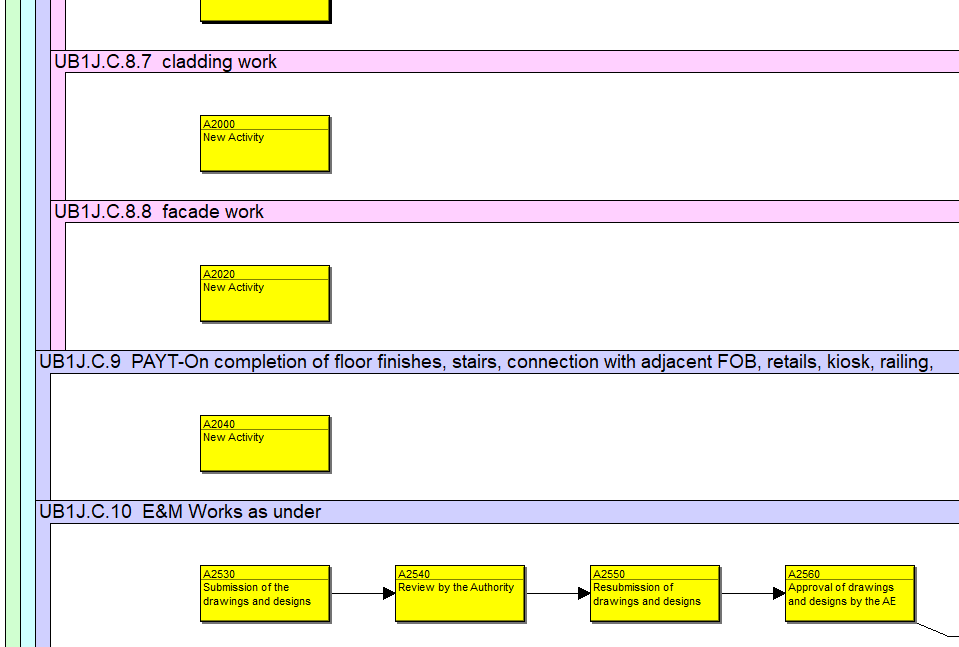 UB1J.C.8.7 cladding work
A2000
New Activity
UB1J.C.8.8 facade work
A2020
New Activity
UB1J.C.9 PAYT-On completion of floor finishes, stairs, connection with adjacent FOB, retails, kiosk, railing,
A2040
New Activity
UB1J.C.10 E&M Works as under
A2530
Submission of the
drawings and designs
A2540
Review by the Authority
A2550
Resubmission of
drawings and designs
A2560
Approval of drawings
and designs by the AE